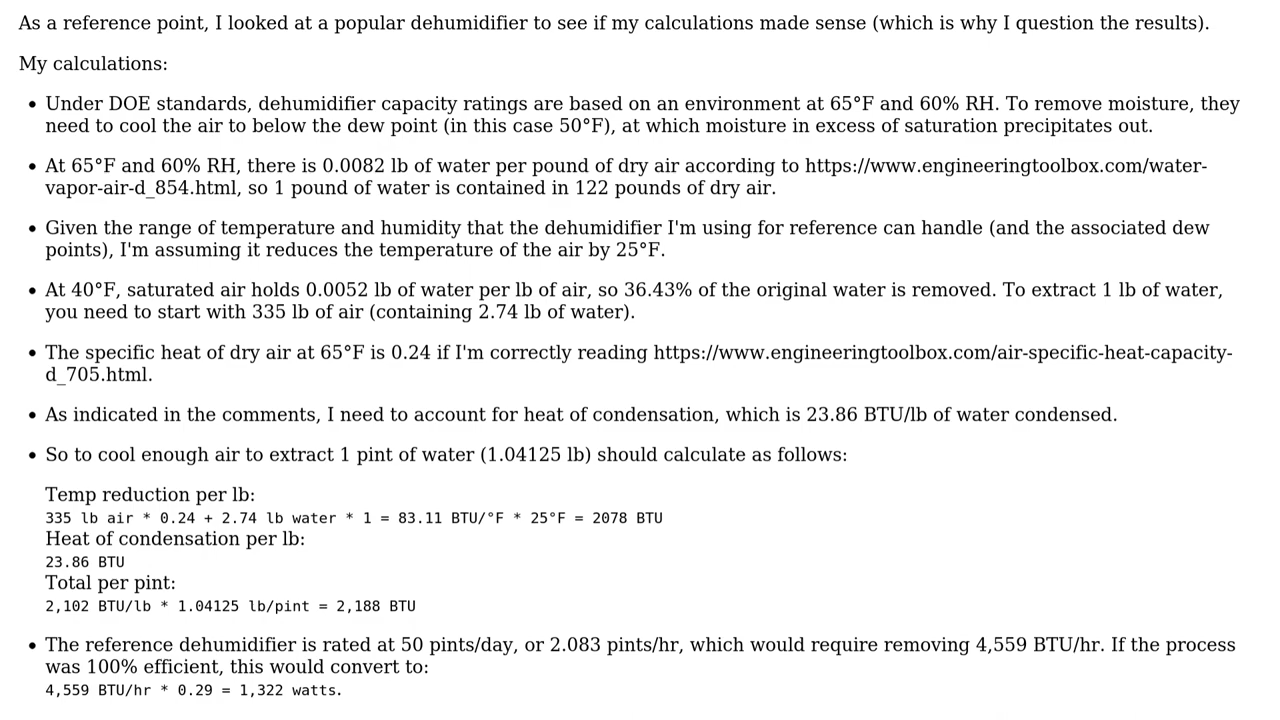 As a reference point, I looked at a popular dehumidifier to see if my calculations made sense (which is why I question the results).
My calculations:
• Under DOE standards, dehumidifier capacity ratings are based on an environment at 65°F and 60% RH. To remove moisture, they
need to cool the air to below the dew point (in this case 50°F), at which moisture in excess of saturation precipitates out.
• At 65°F and 60% RH, there is 0.0082 lb of water per pound of dry air according to https://www.engineeringtoolbox.com/water-
vapor-air-d_854.html, so 1 pound of water is contained in 122 pounds of dry air.
• Given the range of temperature and humidity that the dehumidifier I'm using for reference can handle (and the associated dew
points), I'm assuming it reduces the temperature of the air by 25°F.
• At 40°F, saturated air holds 0.0052 lb of water per lb of air, so 36.43% of the original water is removed. To extract 1 lb of water,
you need to start with 335 lb of air (containing 2.74 lb of water).
• The specific heat of dry air at 65°F is 0.24 if I'm correctly reading https://www.engineeringtoolbox.com/air-specific-heat-capacity-
d_705.html.
• As indicated in the comments, I need to account for heat of condensation, which is 23.86 BTU/lb of water condensed.
• So to cool enough air to extract 1 pint of water (1.04125 lb) should calculate as follows:
Temp reduction per lb:
335 lb air * 0.24 + 2.74 lb water * 1 = 83.11 BTU/°F * 25°F = 2078 BTU
Heat of condensation per lb:
23.86 BTU
Total per pint:
2,102 BTU/lb * 1.04125 lb/pint = 2,188 BTU
• The reference dehumidifier is rated at 50 pints/day, or 2.083 pints/hr, which would require removing 4,559 BTU/hr. If the process
was 100% efficient, this would convert to:
4,559 BTU/hr * 0.29 = 1,322 watts.